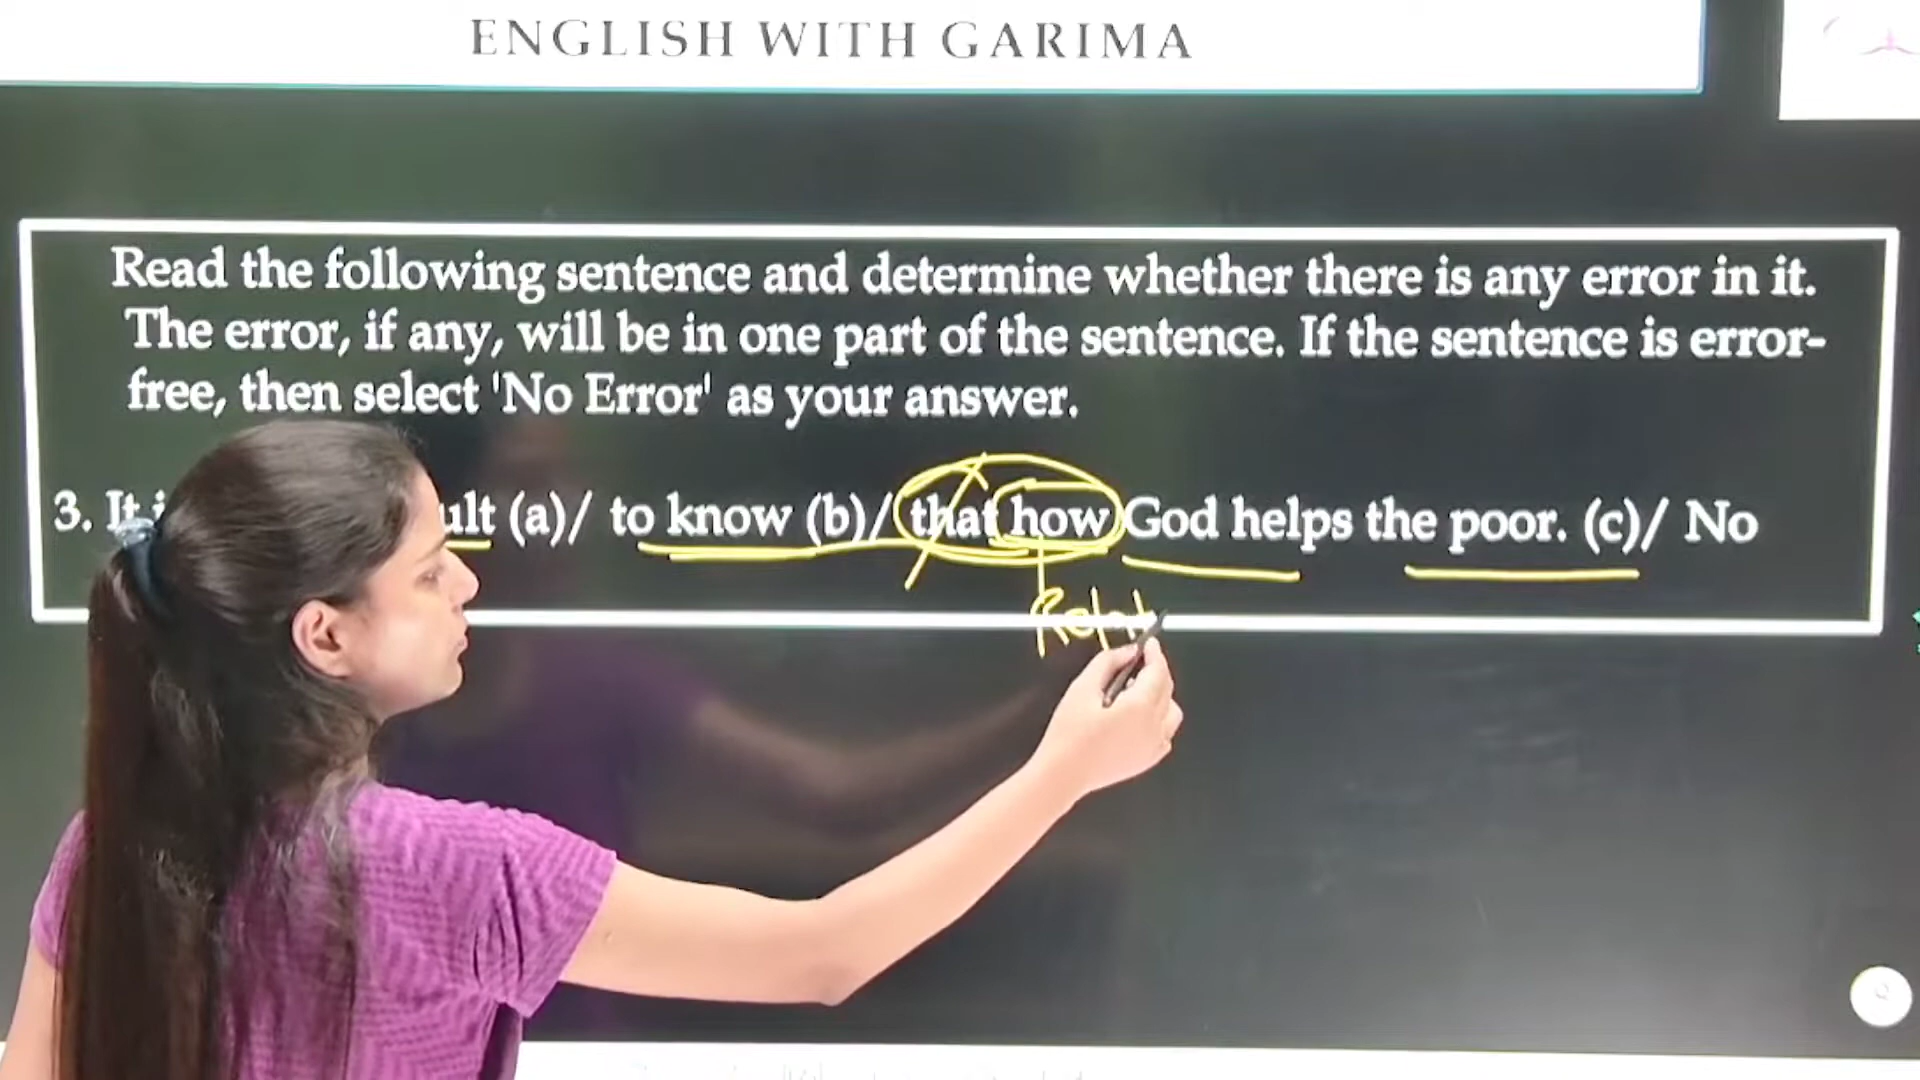 ENGLISH WITH GARIMA
Read the following sentence and determine whether there is any error in it.
The error, if any, will be in one part of the sentence. If the sentence is error-
free, then select 'No Error' as your answer.
3. It (a)/ to know (b)/ that how God helps the poor. (c)/ No
Relat